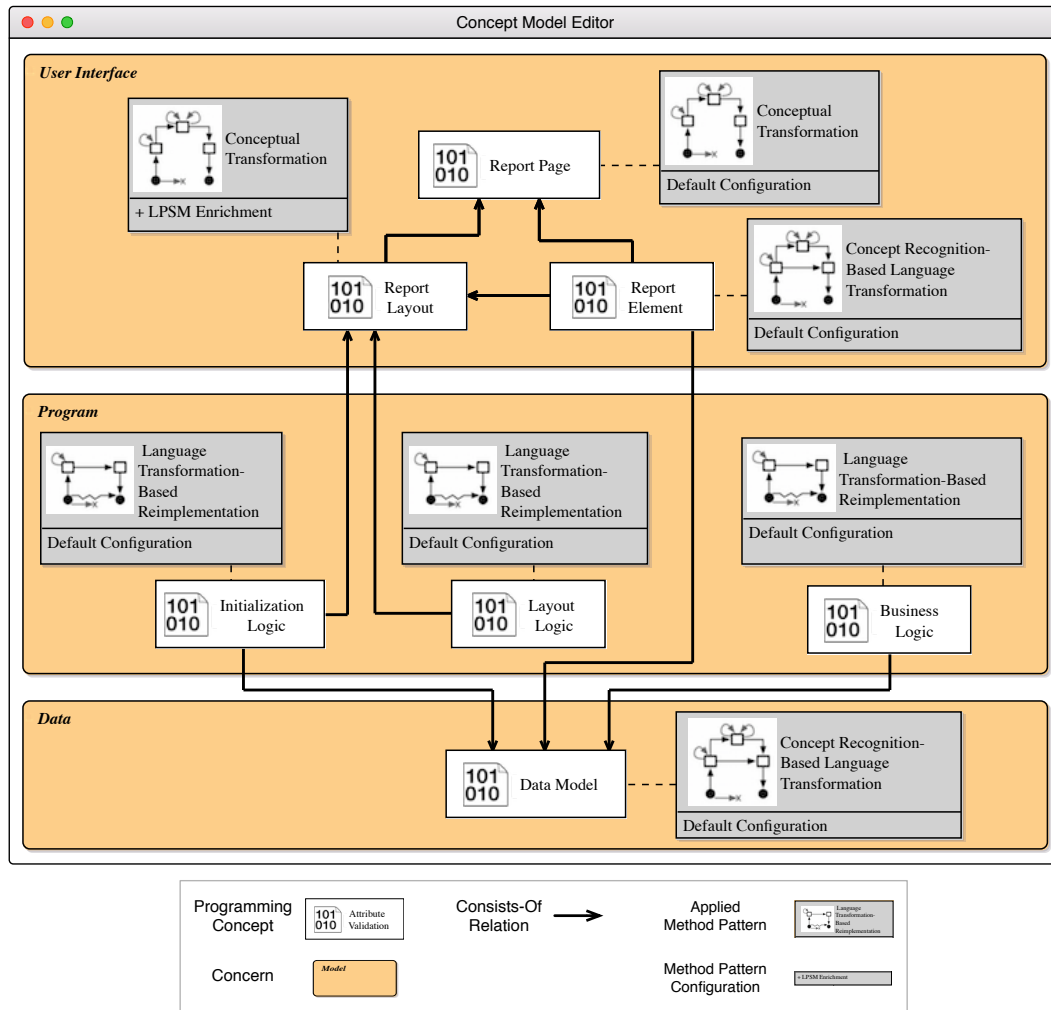 Concept Model Editor
User Interface
Conceptual
Transformation
+ LPSM Enrichment
101
010
Report Page
Conceptual
Transformation
Default Configuration
101
010
Report
Layout
101
010
Report
Element
Concept Recognition-
Based Language
Transformation
Default Configuration
Program
Language
Transformation-
Based
Reimplementation
Default Configuration
Language
Transformation-
Based
Reimplementation
Default Configuration
Language
Transformation-Based
Reimplementation
Default Configuration
101
010
Initialization
Logic
101
010
Layout
Logic
101
010
Business
Logic
Data
101
010
Data Model
Concept Recognition-
Based Language
Transformation
Default Configuration
Programming
Concept
101
010
Attribute
Validation
Consists-Of
Relation
Applied
Method Pattern
Language
Transformation-
Based
Reimplementation
Concern
Model
Method Pattern
Configuration
+ LPSM Enrichment